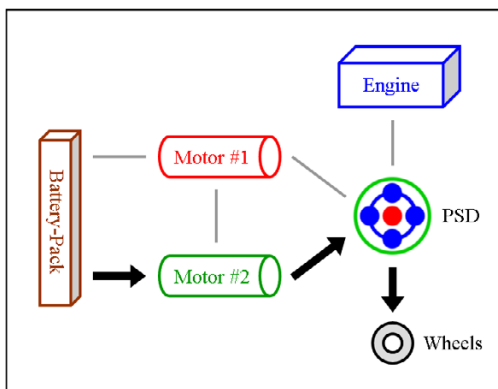 Engine
Motor #1
Battery-Pack
PSD
Motor #2
Wheels